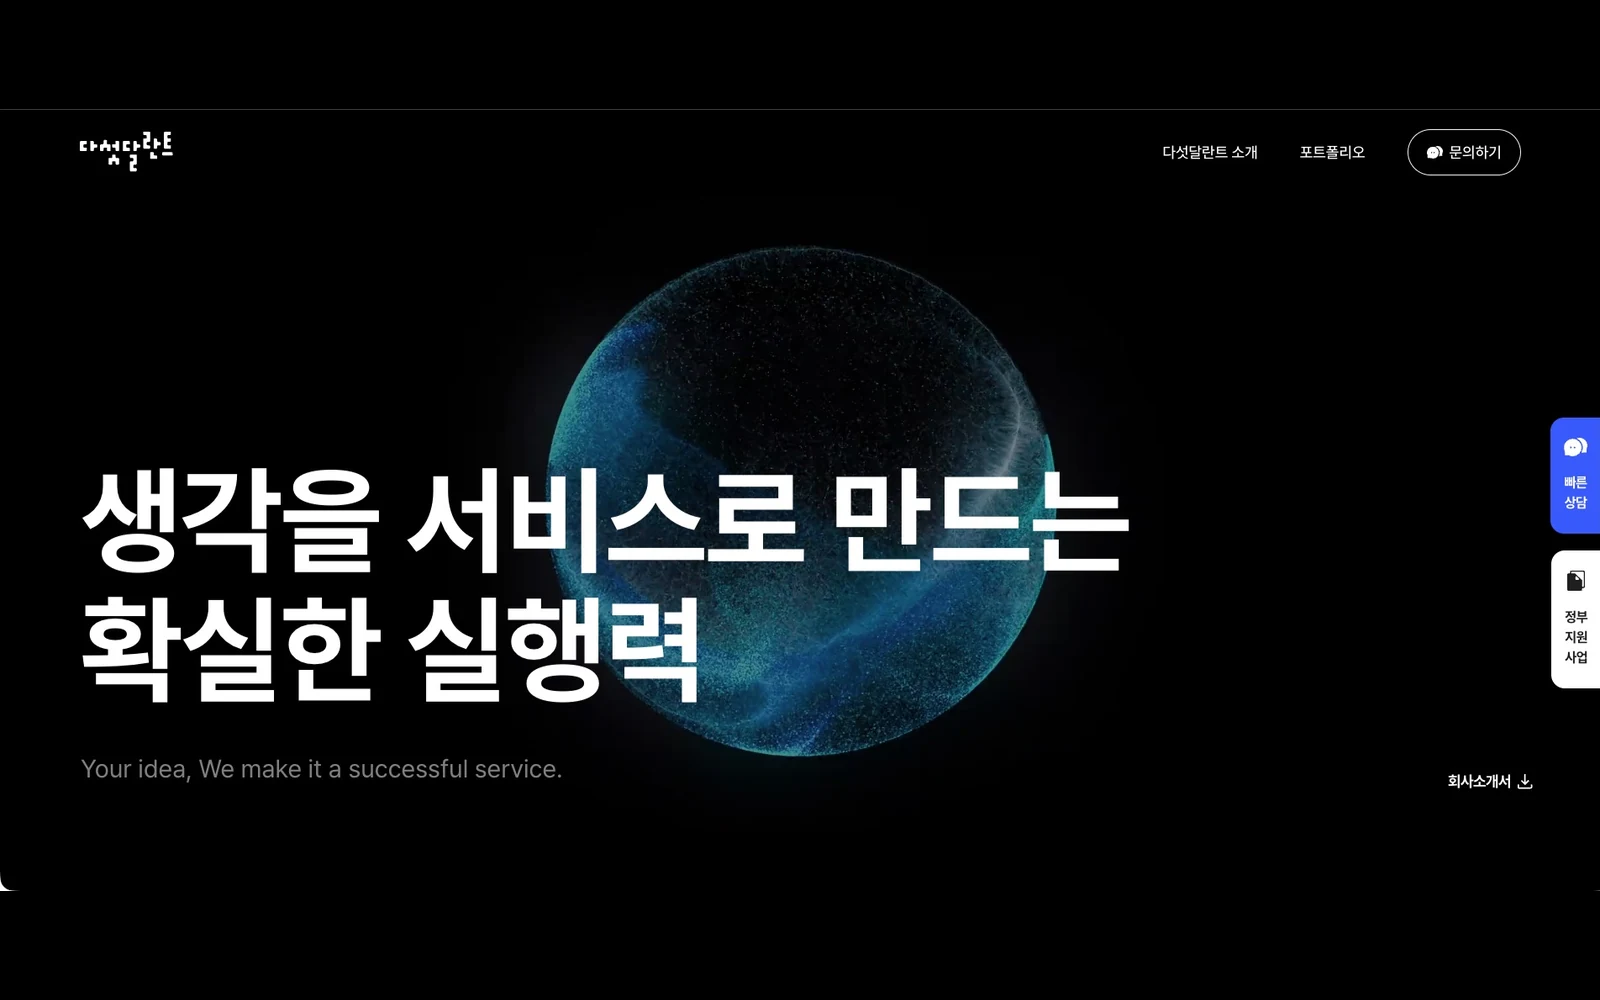 다섯달란트
다섯달란트 소개
포트폴리오
문의하기
생각을 서비스로 만드는
확실한 실행력
Your idea, We make it a successful service.
빠른
상담
정부
지원
사업
회사소개서